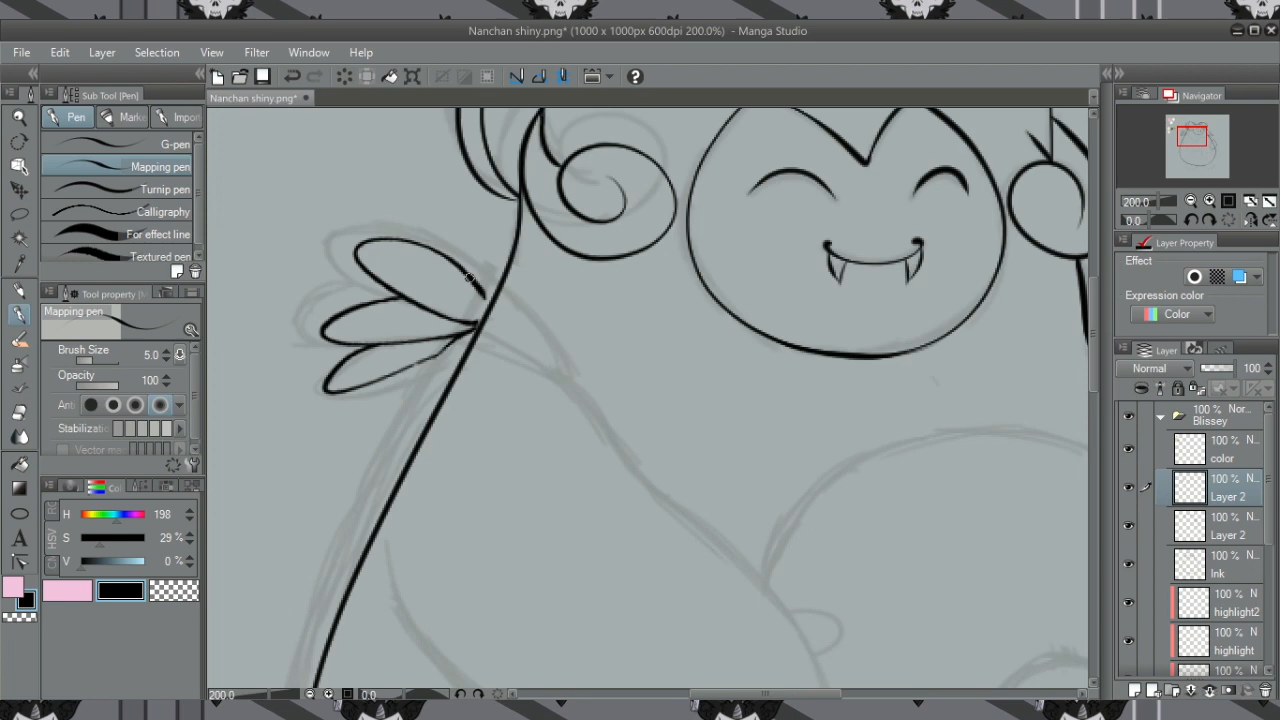 Nanchan shiny.png* (1000 x 1000px 600dpi 200.0%) - Manga Studio
File Edit Layer Selection View Filter Window Help
Sub Tool [Pen]
Navigator
Nanchan shiny.png*
Pen Marke Impor
G-pen
Mapping pen
Turnip pen
Calligraphy
For effect line
Textured pen
200.0
0.0
Layer Property
Effect
Expression color
Color
Tool property [M
Mapping pen
Brush Size 5.0
Opacity 100
Anti
Stabilizatic
Vector ma
Layer
Normal 100
100 % Nor...
Blissey
100 % N...
color
100 % N...
Layer 2
100 % N...
Layer 2
100 % N...
Ink
100 % N
highlight2
100 % N
highlight
100 % N
Col
H 198
S 29 %
V 0 %
HSV
A
200.0 0.0